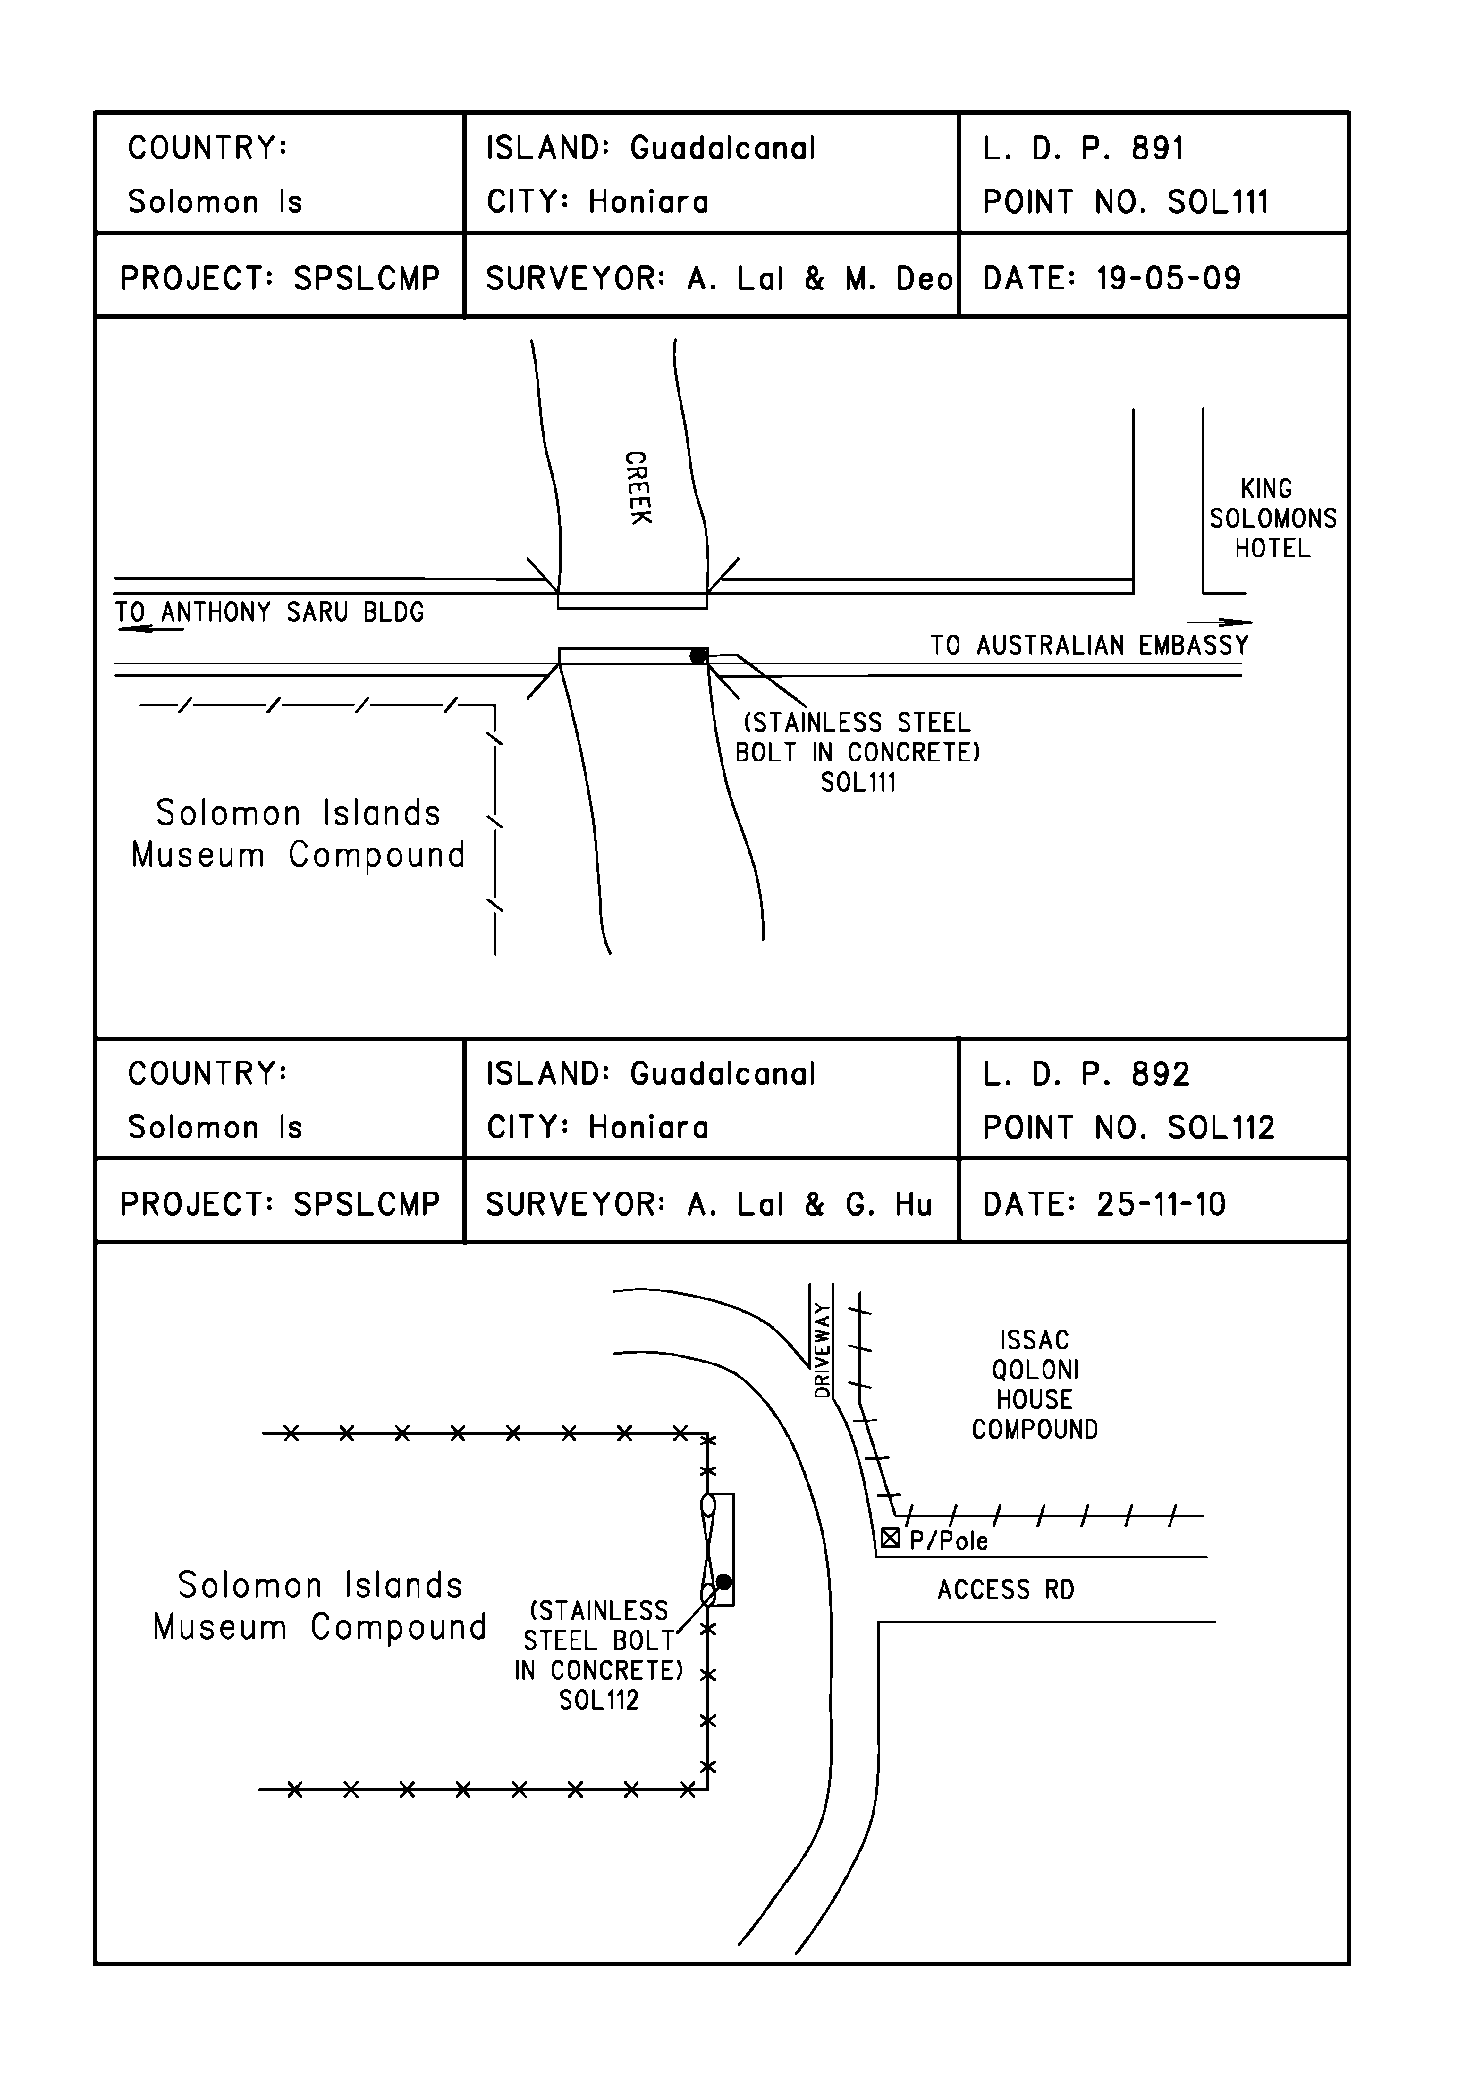 COUNTRY:
Solomon Is
ISLAND: Guadalcanal
CITY: Honiara
L. D. P. 891
POINT NO. SOL111
PROJECT: SPSLCMP
SURVEYOR: A. Lal & M. Deo
DATE: 19-05-09
CREEK
KING
SOLOMONS
HOTEL
TO ANTHONY SARU BLDG
TO AUSTRALIAN EMBASSY
(STAINLESS STEEL
BOLT IN CONCRETE)
SOL111
Solomon Islands
Museum Compound
COUNTRY:
Solomon Is
ISLAND: Guadalcanal
CITY: Honiara
L. D. P. 892
POINT NO. SOL112
PROJECT: SPSLCMP
SURVEYOR: A. Lal & G. Hu
DATE: 25-11-10
DRIVEWAY
ISSAC
QOLONI
HOUSE
COMPOUND
P/Pole
ACCESS RD
Solomon Islands
Museum Compound
(STAINLESS
STEEL BOLT
IN CONCRETE)
SOL112